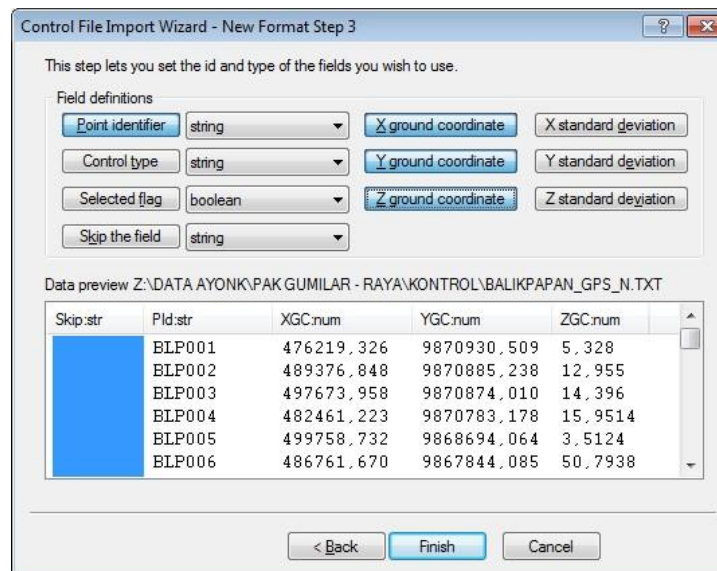 Control File Import Wizard - New Format Step 3
This step lets you set the id and type of the fields you wish to use.
Field definitions
Point identifier string X ground coordinate X standard deviation
Control type string Y ground coordinate Y standard deviation
Selected flag boolean Z ground coordinate Z standard deviation
Skip the field string
Data preview Z:\DATA AYONK\PAK GUMILAR - RAYA\KONTROL\BALIKPAPAN_GPS_N.TXT
Skip:str PId:str XGC:num YGC:num ZGC:num
BLP001 476219,326 9870930,509 5,328
BLP002 489376,848 9870885,238 12,955
BLP003 497673,958 9870874,010 14,396
BLP004 482461,223 9870783,178 15,9514
BLP005 499758,732 9868694,064 3,5124
BLP006 486761,670 9867844,085 50,7938
< Back Finish Cancel